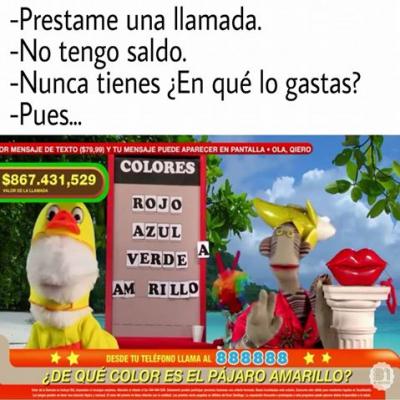 -Prestame una llamada.
-No tengo saldo.
-Nunca tienes ¿En qué lo gastas?
-Pues...
OR MENSAJE DE TEXTO ($79,99) Y TU MENSAJE PUEDE APARECER EN PANTALLA • OLA, QIERO
$867.431,529
VALOR DE LA LLAMADA
COLORES
ROJO
AZUL
VERDE
A
AM RILLO
DESDE TU TELÉFONO LLAMA AL 888888
¿DE QUÉ COLOR ES EL PÁJARO AMARILLO?
31